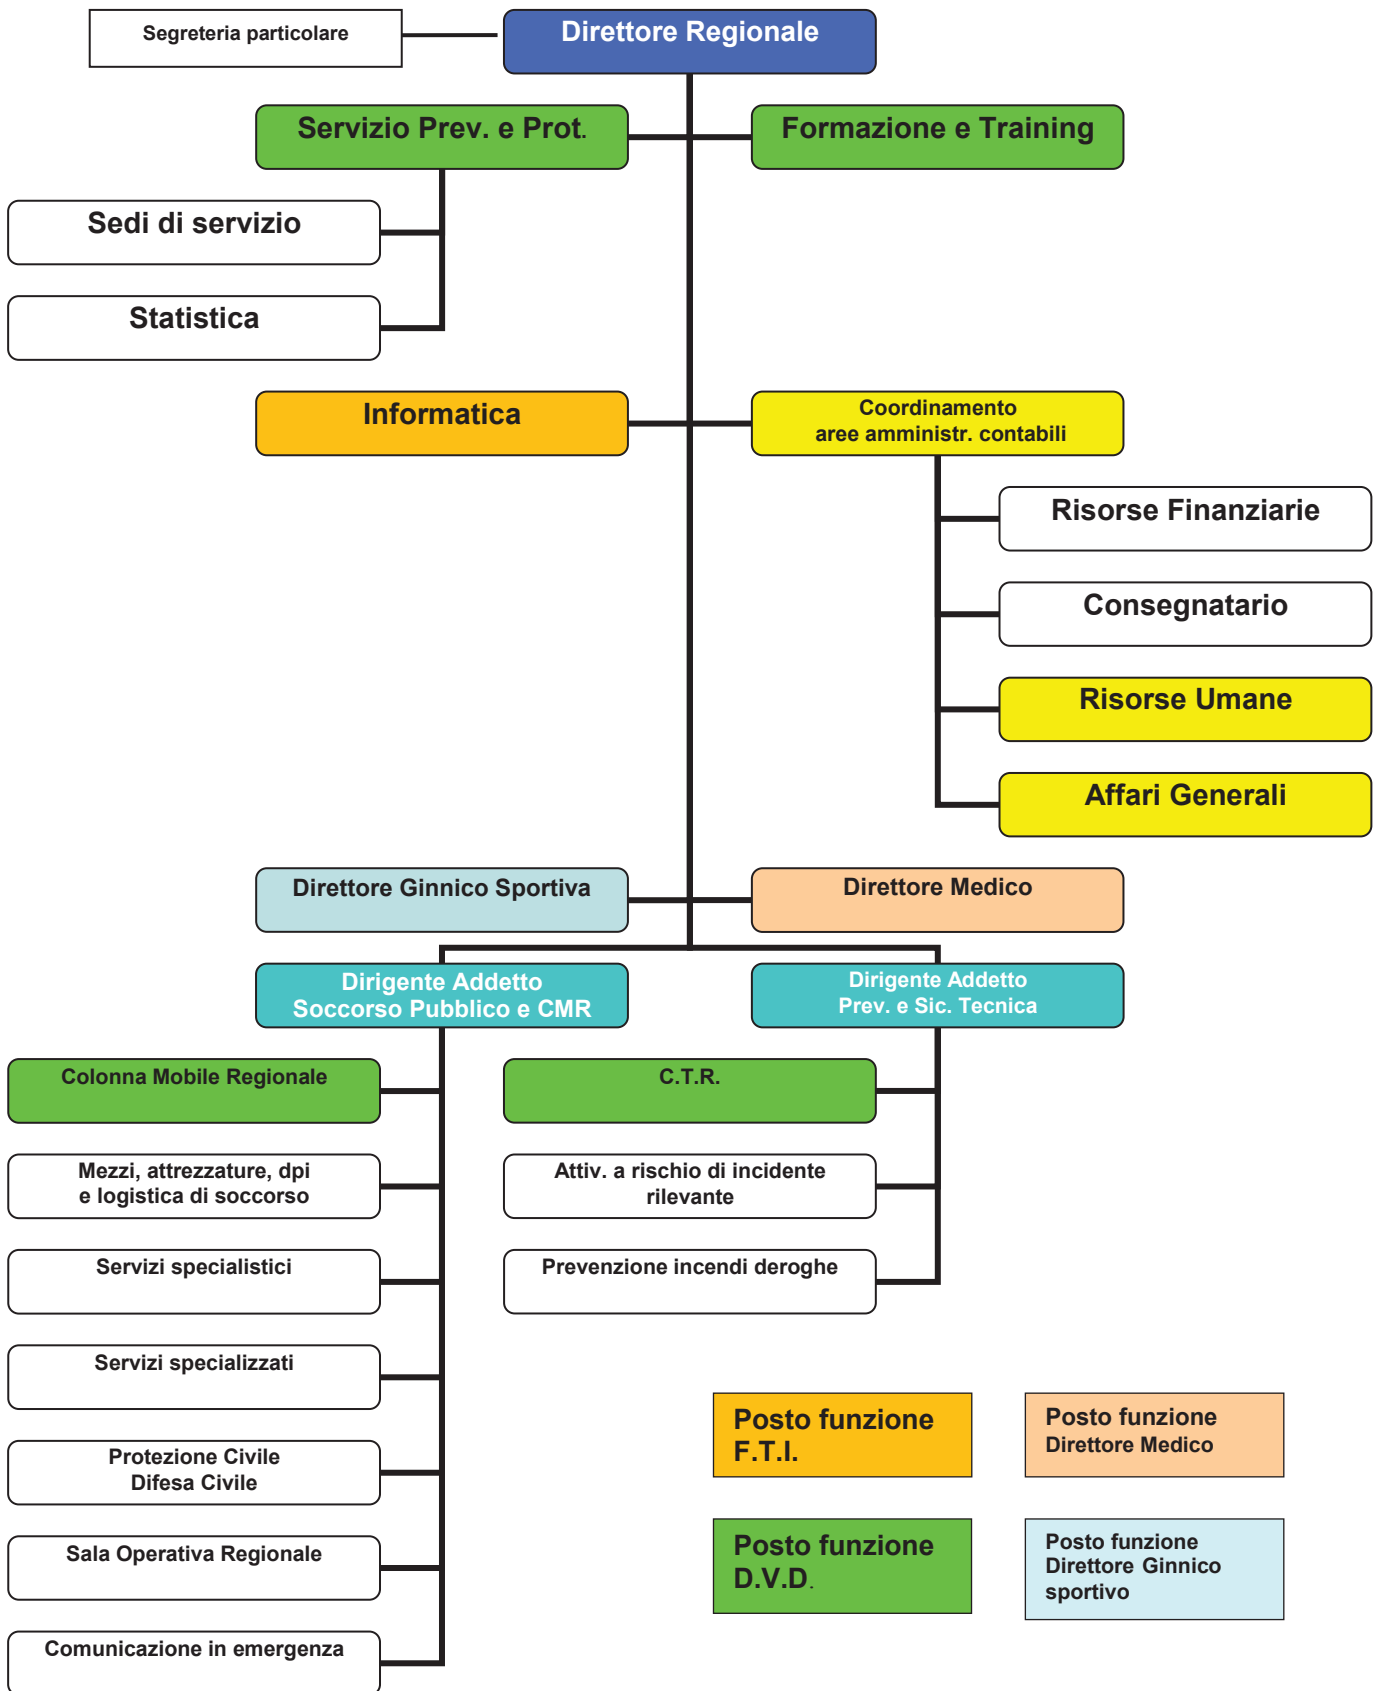 Segreteria particolare
Direttore Regionale
Servizio Prev. e Prot.
Formazione e Training
Sedi di servizio
Statistica
Informatica
Coordinamento
aree amministr. contabili
Risorse Finanziarie
Consegnatario
Risorse Umane
Affari Generali
Direttore Ginnico Sportiva
Direttore Medico
Dirigente Addetto
Soccorso Pubblico e CMR
Dirigente Addetto
Prev. e Sic. Tecnica
Colonna Mobile Regionale
C.T.R.
Mezzi, attrezzature, dpi
e logistica di soccorso
Attiv. a rischio di incidente
rilevante
Servizi specialistici
Prevenzione incendi deroghe
Servizi specializzati
Protezione Civile
Difesa Civile
Sala Operativa Regionale
Comunicazione in emergenza
Posto funzione
F.T.I.
Posto funzione
Direttore Medico
Posto funzione
D.V.D.
Posto funzione
Direttore Ginnico
sportivo